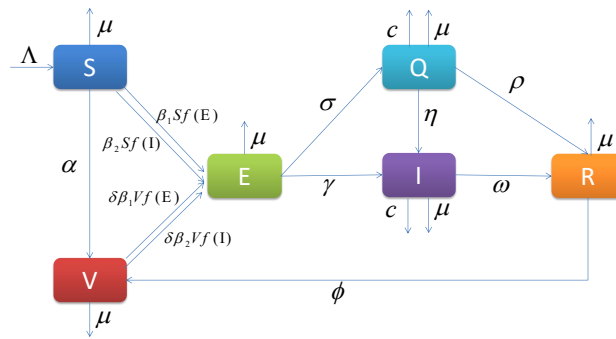 μ
c
μ
Λ
S
Q
β₁Sf(E)
σ
ρ
β₂Sf(I)
μ
η
μ
α
E
γ
I
ω
R
δβ₁Vf(E)
c
μ
δβ₂Vf(I)
V
ϕ
μ